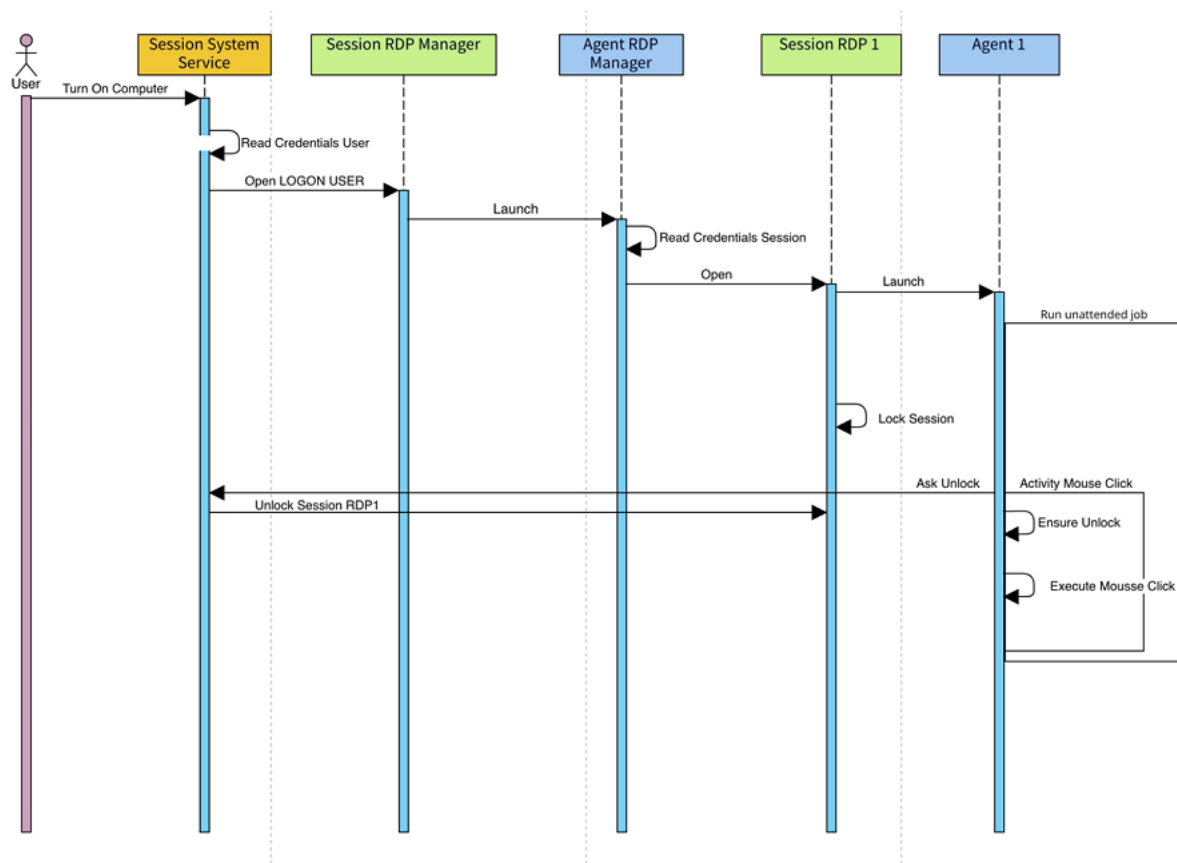 Session System
Service
Session RDP Manager
Agent RDP
Manager
Session RDP 1
Agent 1
User
Turn On Computer
Read Credentials User
Open LOGON USER
Launch
Read Credentials Session
Open
Launch
Run unattended job
Lock Session
Ask Unlock
Activity Mouse Click
Unlock Session RDP1
Ensure Unlock
Execute Mousse Click